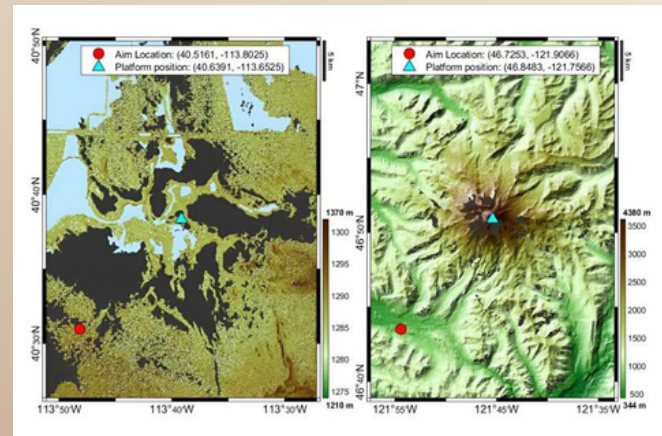 Aim Location: (40.5161, -113.8025)
Platform position: (40.6391, -113.6525)
5 km
40°50'N
40°40'N
40°30'N
113°50'W
113°40'W
113°30'W
1370 m
1300
1295
1290
1285
1280
1275
1210 m
Aim Location: (46.7253, -121.9066)
Platform position: (46.8483, -121.7566)
5 km
47°N
46°50'N
46°40'N
121°55'W
121°45'W
121°35'W
4380 m
3500
3000
2500
2000
1500
1000
500
344 m